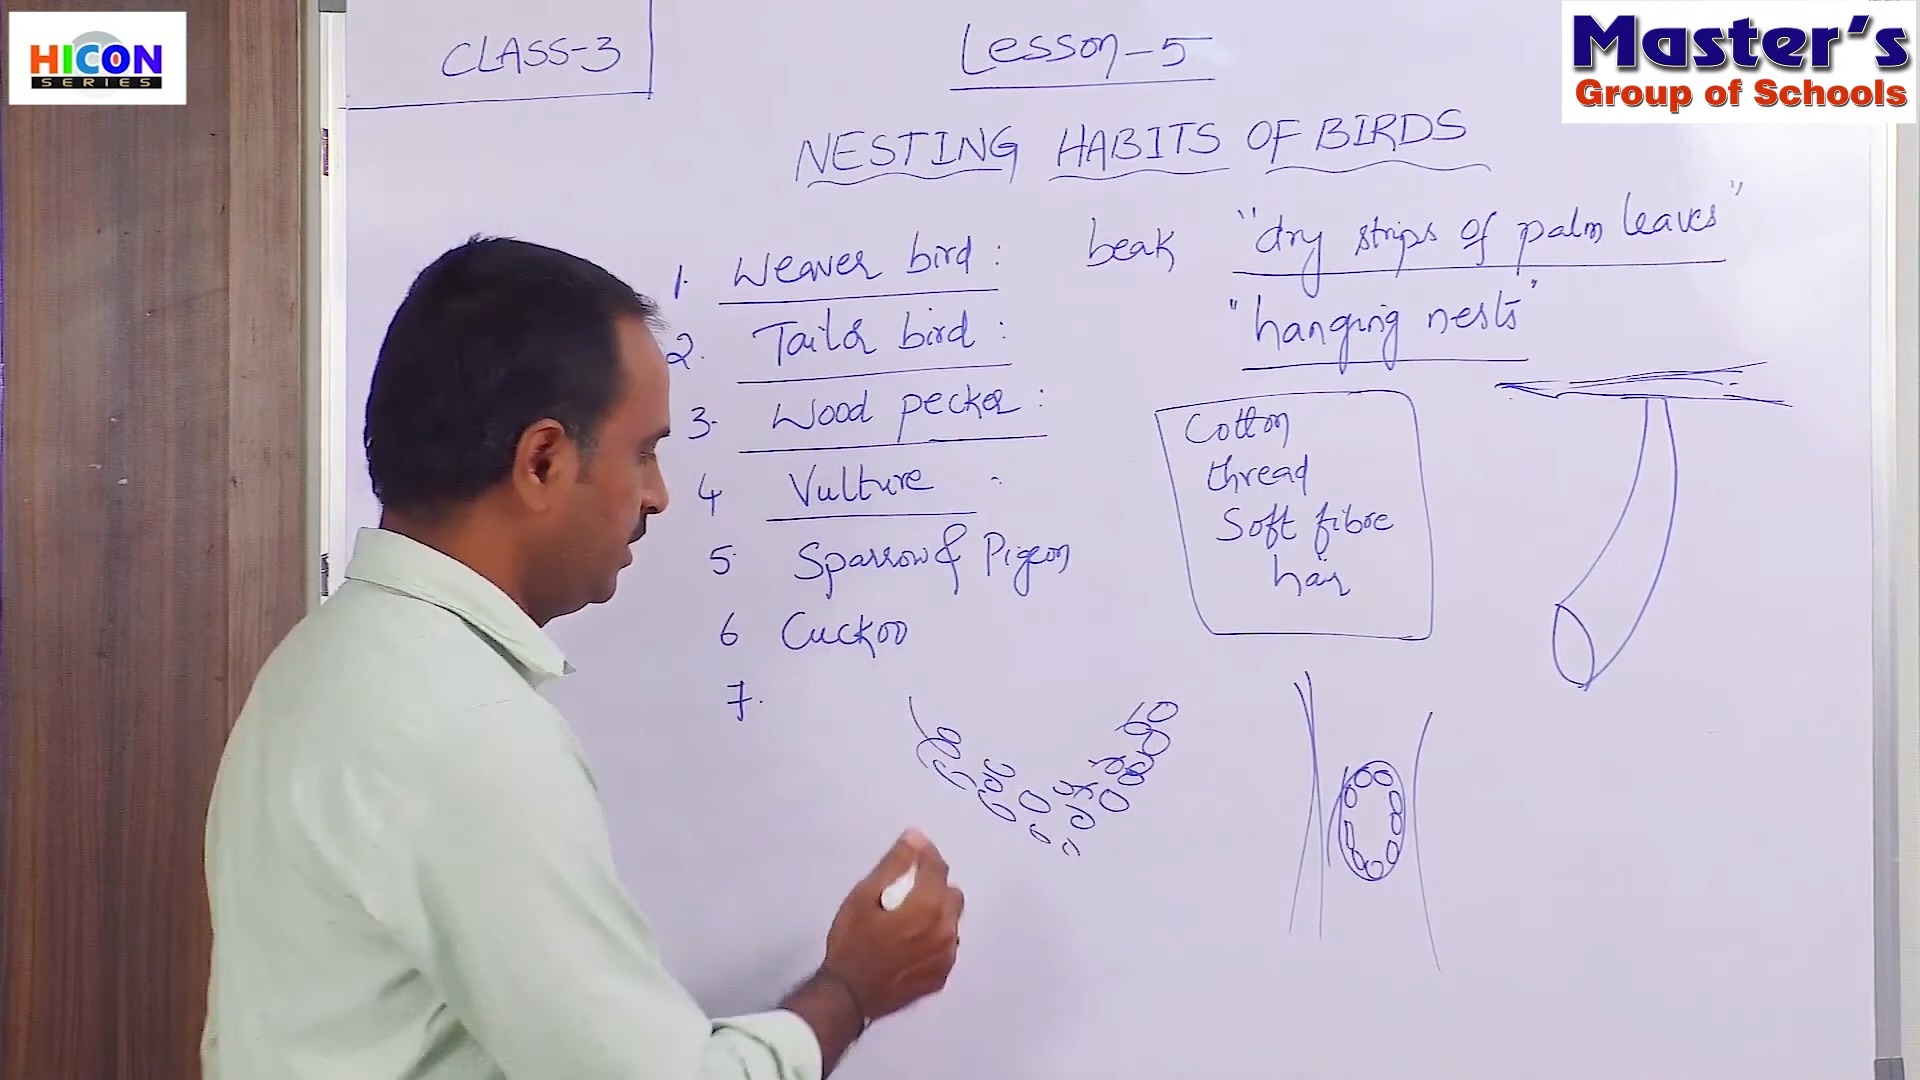 HICON
SERIES
CLASS-3
Lesson-5
Master's
Group of Schools
NESTING HABITS OF BIRDS
1. Weaver bird : beak "dry strips of palm leaves"
2. Tailor bird : "hanging nests"
3. Wood pecker :
4 Vulture -
5. Sparrow & Pigeon
6 Cuckoo
7.
Cotton
thread
Soft fibre
hair